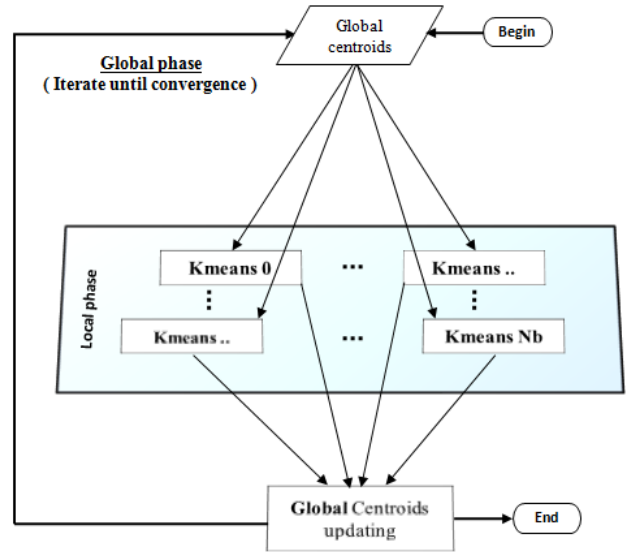 Global
centroids
Begin
Global phase
( Iterate until convergence )
Local phase
Kmeans 0
...
Kmeans ..
Kmeans ..
...
Kmeans Nb
Global Centroids
updating
End